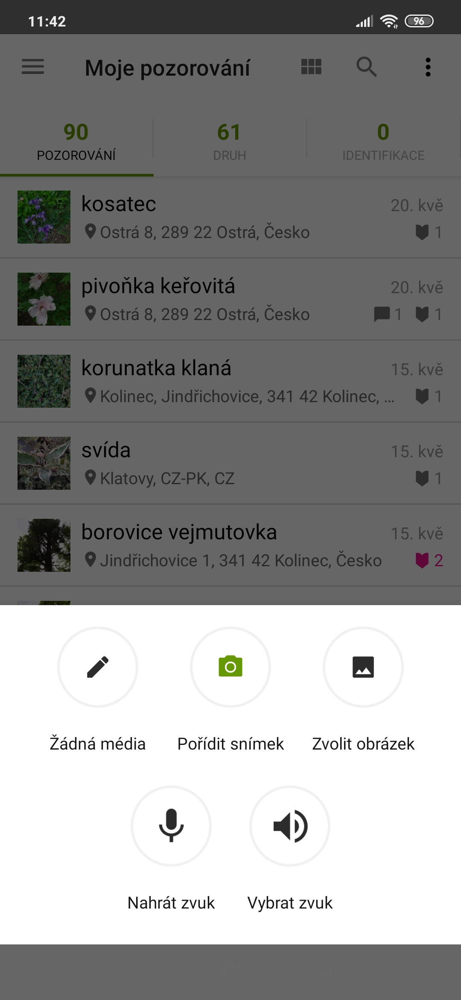 11:42
96
Moje pozorování
90
61
0
POZOROVÁNÍ
DRUH
IDENTIFIKACE
kosatec
20. kvě
Ostrá 8, 289 22 Ostrá, Česko
1
pivoňka keřovitá
20. kvě
Ostrá 8, 289 22 Ostrá, Česko
1
1
korunatka klaná
15. kvě
Kolinec, Jindřichovice, 341 42 Kolinec, ...
1
svída
15. kvě
Klatovy, CZ-PK, CZ
1
borovice vejmutovka
15. kvě
Jindřichovice 1, 341 42 Kolinec, Česko
2
Žádná média
Pořídit snímek
Zvolit obrázek
Nahrát zvuk
Vybrat zvuk